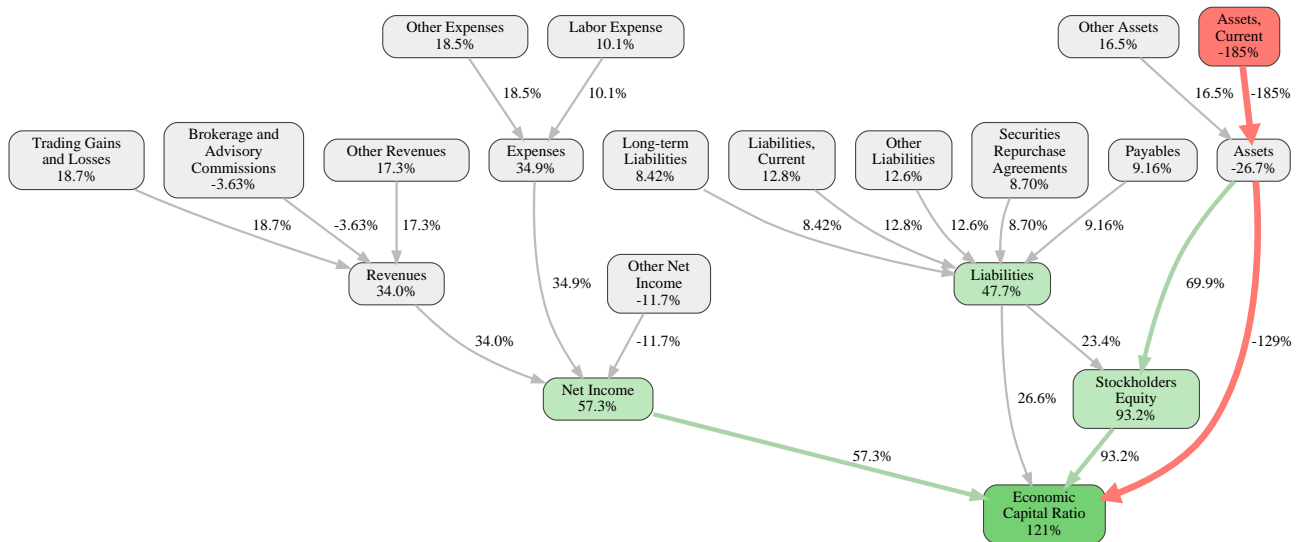 Other Expenses
18.5%
Labor Expense
10.1%
Other Assets
16.5%
Assets,
Current
-185%
18.5%
10.1%
16.5%
-185%
Trading Gains
and Losses
18.7%
Brokerage and
Advisory
Commissions
-3.63%
Other Revenues
17.3%
Expenses
34.9%
Long-term
Liabilities
8.42%
Liabilities,
Current
12.8%
Other
Liabilities
12.6%
Securities
Repurchase
Agreements
8.70%
Payables
9.16%
Assets
-26.7%
18.7%
-3.63%
17.3%
8.42%
12.8%
12.6%
8.70%
9.16%
Revenues
34.0%
34.9%
Other Net
Income
-11.7%
Liabilities
47.7%
69.9%
34.0%
-11.7%
23.4%
-129%
Net Income
57.3%
26.6%
Stockholders
Equity
93.2%
57.3%
93.2%
Economic
Capital Ratio
121%